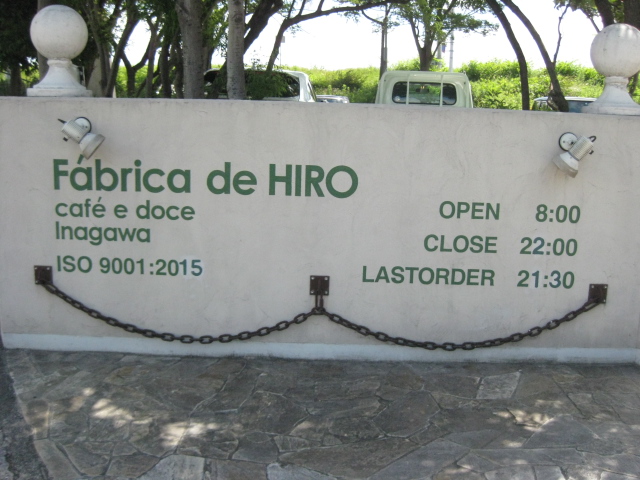 Fábrica de HIRO
café e doce
Inagawa
ISO 9001:2015
OPEN 8:00
CLOSE 22:00
LASTORDER 21:30